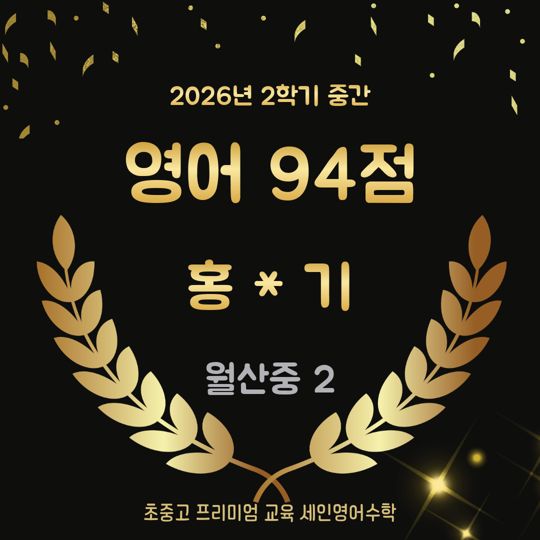 2026년 2학기 중간
영어 94점
홍 * 기
월산중 2
초중고 프리미엄 교육 세인영어수학